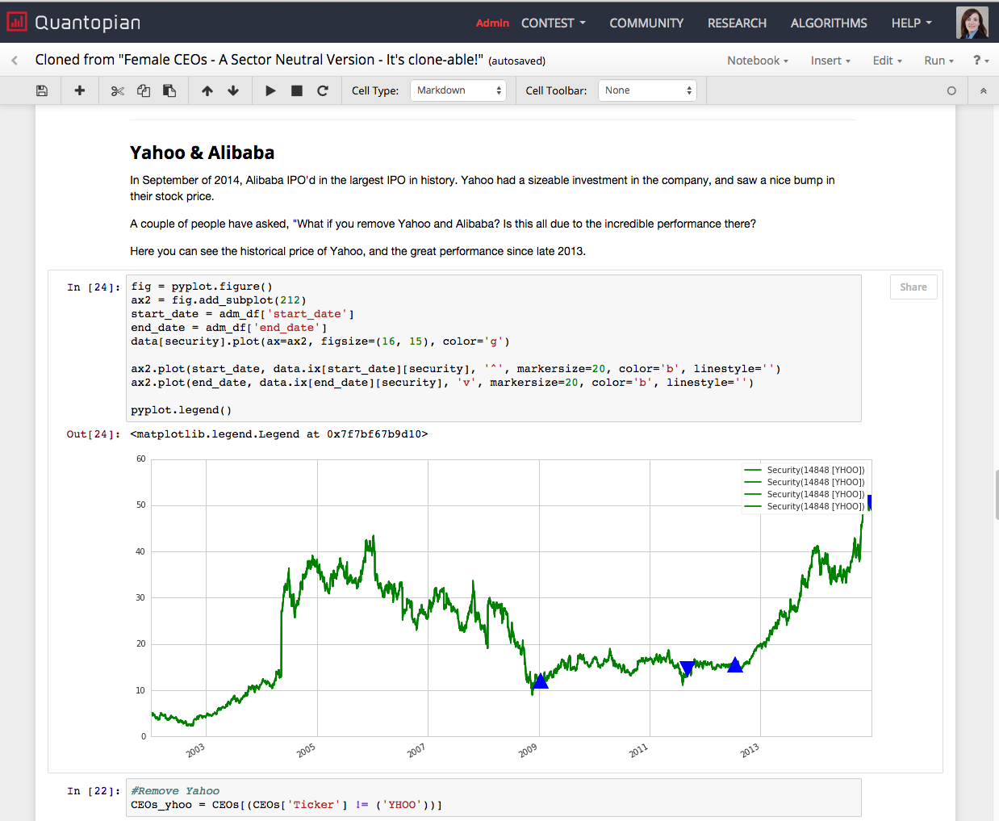 Quantopian
Admin CONTEST COMMUNITY RESEARCH ALGORITHMS HELP
Cloned from "Female CEOs - A Sector Neutral Version - It's clone-able!" (autosaved)
Notebook Insert Edit Run ?
Cell Type: Markdown Cell Toolbar: None
Yahoo & Alibaba
In September of 2014, Alibaba IPO'd in the largest IPO in history. Yahoo had a sizeable investment in the company, and saw a nice bump in
their stock price.
A couple of people have asked, "What if you remove Yahoo and Alibaba? Is this all due to the incredible performance there?
Here you can see the historical price of Yahoo, and the great performance since late 2013.
In [24]:
fig = pyplot.figure()
ax2 = fig.add_subplot(212)
start_date = adm_df['start_date']
end_date = adm_df['end_date']
data[security].plot(ax=ax2, figsize=(16, 15), color='g')
ax2.plot(start_date, data.ix[start_date][security], '^', markersize=20, color='b', linestyle='')
ax2.plot(end_date, data.ix[end_date][security], 'v', markersize=20, color='b', linestyle='')
pyplot.legend()
Share
Out[24]: <matplotlib.legend.Legend at 0x7f7bf67b9d10>
60
50
40
30
20
10
0
Security(14848 [YHOO])
Security(14848 [YHOO])
Security(14848 [YHOO])
Security(14848 [YHOO])
2003 2005 2007 2009 2011 2013
In [22]:
#Remove Yahoo
CEOs_yhoo = CEOs[(CEOs['Ticker'] != ('YHOO'))]